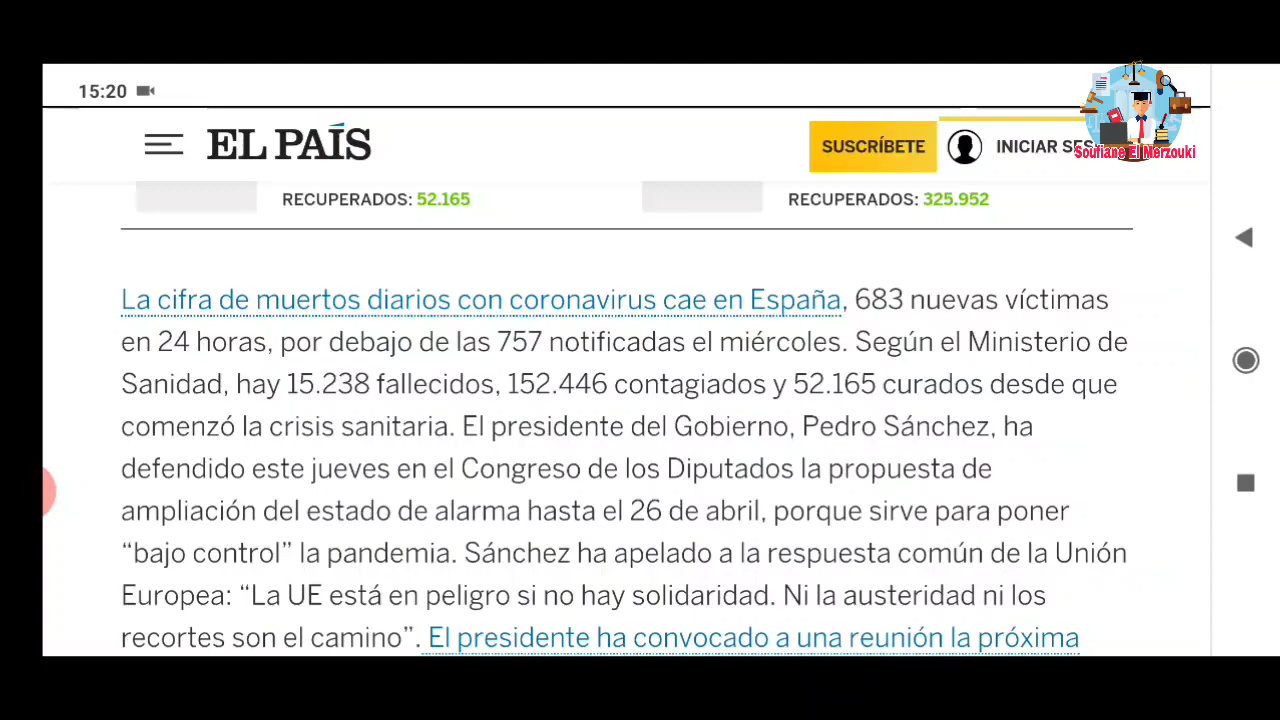 15:20
EL PAÍS
SUSCRÍBETE
INICIAR SES
Soufiane El Merzouki
RECUPERADOS: 52.165
RECUPERADOS: 325.952
La cifra de muertos diarios con coronavirus cae en España, 683 nuevas víctimas
en 24 horas, por debajo de las 757 notificadas el miércoles. Según el Ministerio de
Sanidad, hay 15.238 fallecidos, 152.446 contagiados y 52.165 curados desde que
comenzó la crisis sanitaria. El presidente del Gobierno, Pedro Sánchez, ha
defendido este jueves en el Congreso de los Diputados la propuesta de
ampliación del estado de alarma hasta el 26 de abril, porque sirve para poner
“bajo control” la pandemia. Sánchez ha apelado a la respuesta común de la Unión
Europea: “La UE está en peligro si no hay solidaridad. Ni la austeridad ni los
recortes son el camino”. El presidente ha convocado a una reunión la próxima